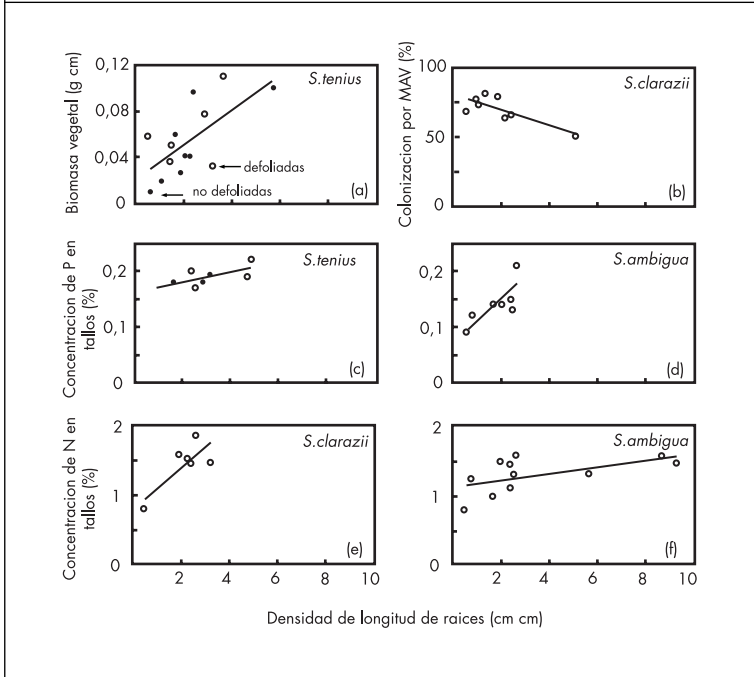 Biomasa vegetal (g cm)
0,12
0,08
0,04
0
S.tenius
defoliadas
no defoliadas
(a)
Colonizacion por MAV (%)
100
50
0
S.clarazii
(b)
Concentracion de P en
tallos (%)
0,2
0,1
0
S.tenius
(c)
0,2
0,1
0
S.ambigua
(d)
Concentracion de N en
tallos (%)
2
1
0
S.clarazii
(e)
2 4 6 8 10
2
1
0
S.ambigua
(f)
2 4 6 8 10
Densidad de longitud de raices (cm cm)